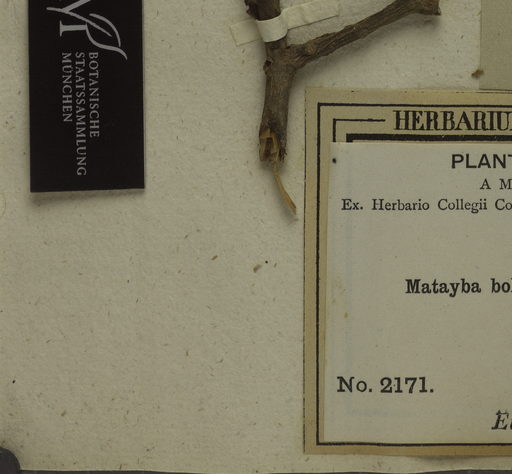 BOTANISCHE
STAATSSAMMLUNG
MÜNCHEN
HERBARIU
PLANT
A M
Ex. Herbario Collegii Co
Matayba bol
No. 2171.